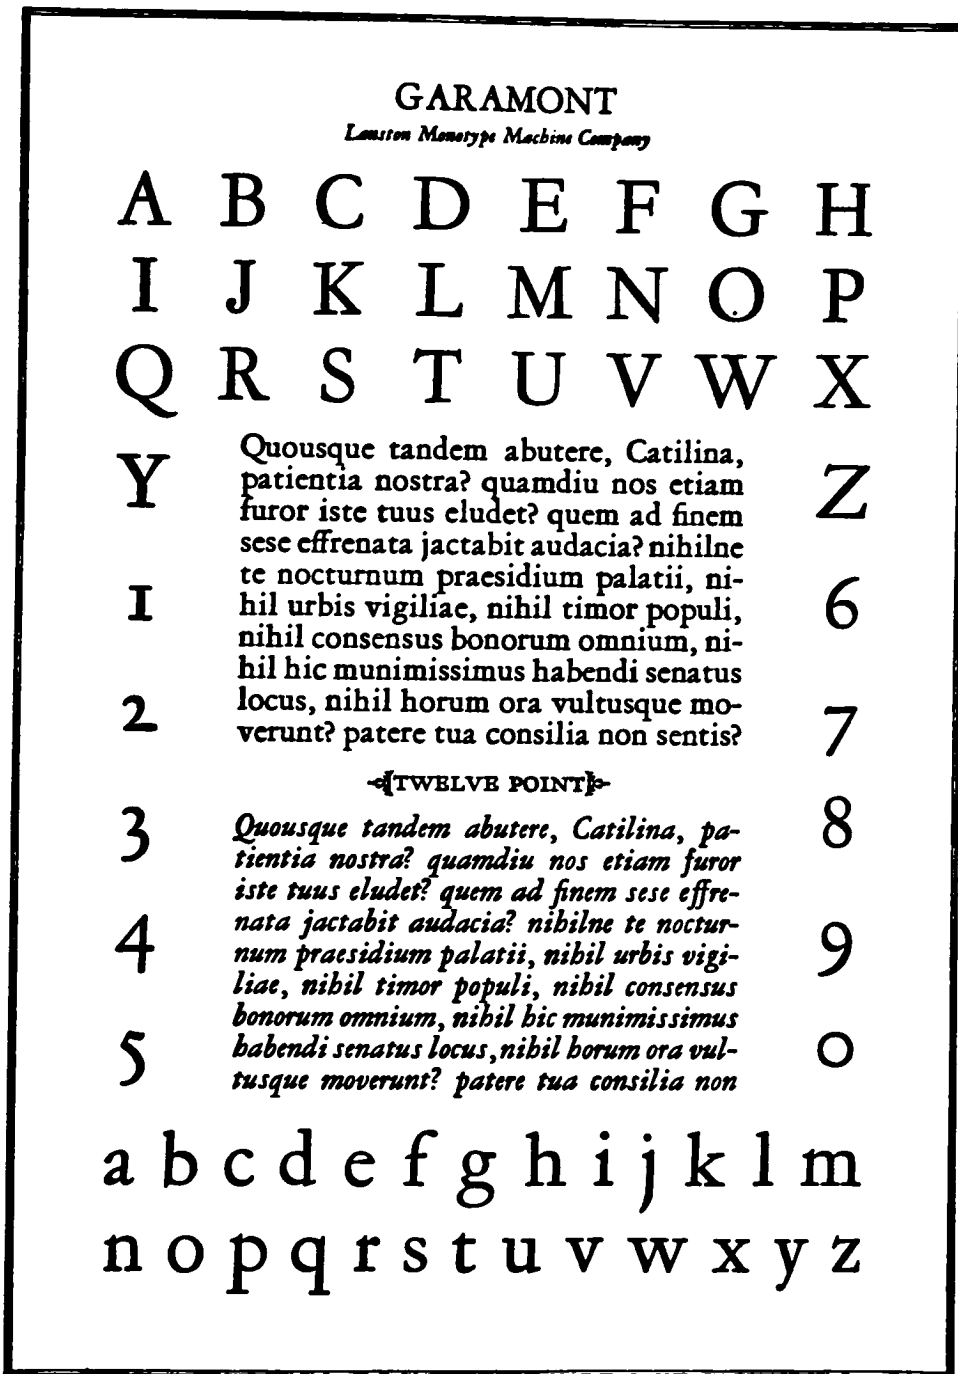 GARAMONT
Lanston Monotype Machine Company
A B C D E F G H
I J K L M N O P
Q R S T U V W X
Y
Z
1
2
3
4
5
6
7
8
9
0
Quousque tandem abutere, Catilina,
patientia nostra? quamdiu nos etiam
furor iste tuus eludet? quem ad finem
sese effrenata jactabit audacia? nihilne
te nocturnum praesidium palatii, ni-
hil urbis vigiliae, nihil timor populi,
nihil consensus bonorum omnium, ni-
hil hic munimissimus habendi senatus
locus, nihil horum ora vultusque mo-
verunt? patere tua consilia non sentis?
TWELVE POINT
Quousque tandem abutere, Catilina, pa-
tientia nostra? quamdiu nos etiam furor
iste tuus eludet? quem ad finem sese effre-
nata jactabit audacia? nihilne te noctur-
num praesidium palatii, nihil urbis vigi-
liae, nihil timor populi, nihil consensus
bonorum omnium, nihil hic munimissimus
habendi senatus locus, nihil horum ora vul-
tusque moverunt? patere tua consilia non
a b c d e f g h i j k l m
n o p q r s t u v w x y z